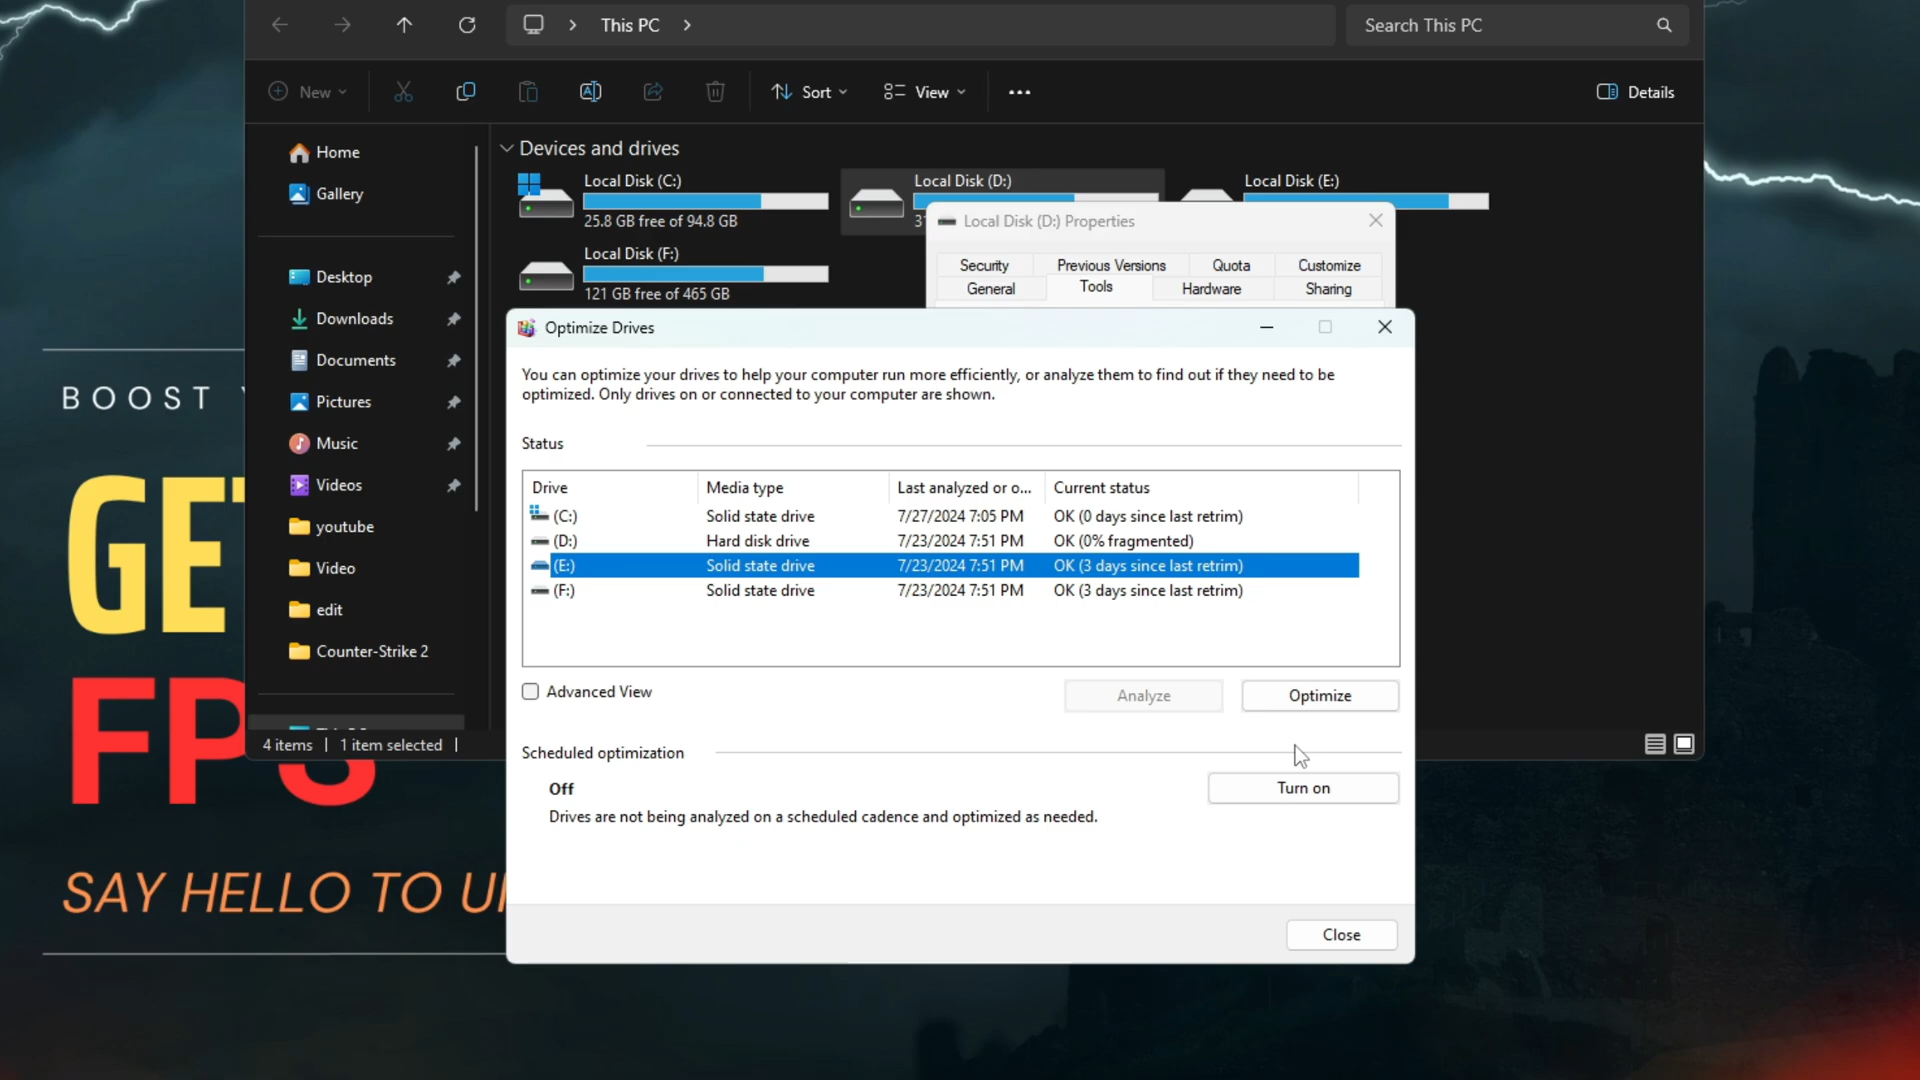 This PC
Search This PC
New
Sort
View
Details
Home
Gallery
Desktop
Downloads
Documents
Pictures
Music
Videos
youtube
Video
edit
Counter-Strike 2
4 items
1 item selected
Devices and drives
Local Disk (C:)
25.8 GB free of 94.8 GB
Local Disk (D:)
Local Disk (E:)
Local Disk (F:)
121 GB free of 465 GB
Local Disk (D:) Properties
Security Previous Versions Quota Customize
General Tools Hardware Sharing
Optimize Drives
You can optimize your drives to help your computer run more efficiently, or analyze them to find out if they need to be
optimized. Only drives on or connected to your computer are shown.
Status
Drive Media type Last analyzed or o... Current status
(C:) Solid state drive 7/27/2024 7:05 PM OK (0 days since last retrim)
(D:) Hard disk drive 7/23/2024 7:51 PM OK (0% fragmented)
(E:) Solid state drive 7/23/2024 7:51 PM OK (3 days since last retrim)
(F:) Solid state drive 7/23/2024 7:51 PM OK (3 days since last retrim)
Advanced View
Analyze
Optimize
Scheduled optimization
Off
Turn on
Drives are not being analyzed on a scheduled cadence and optimized as needed.
Close
BOOST
GET
FPS
SAY HELLO TO